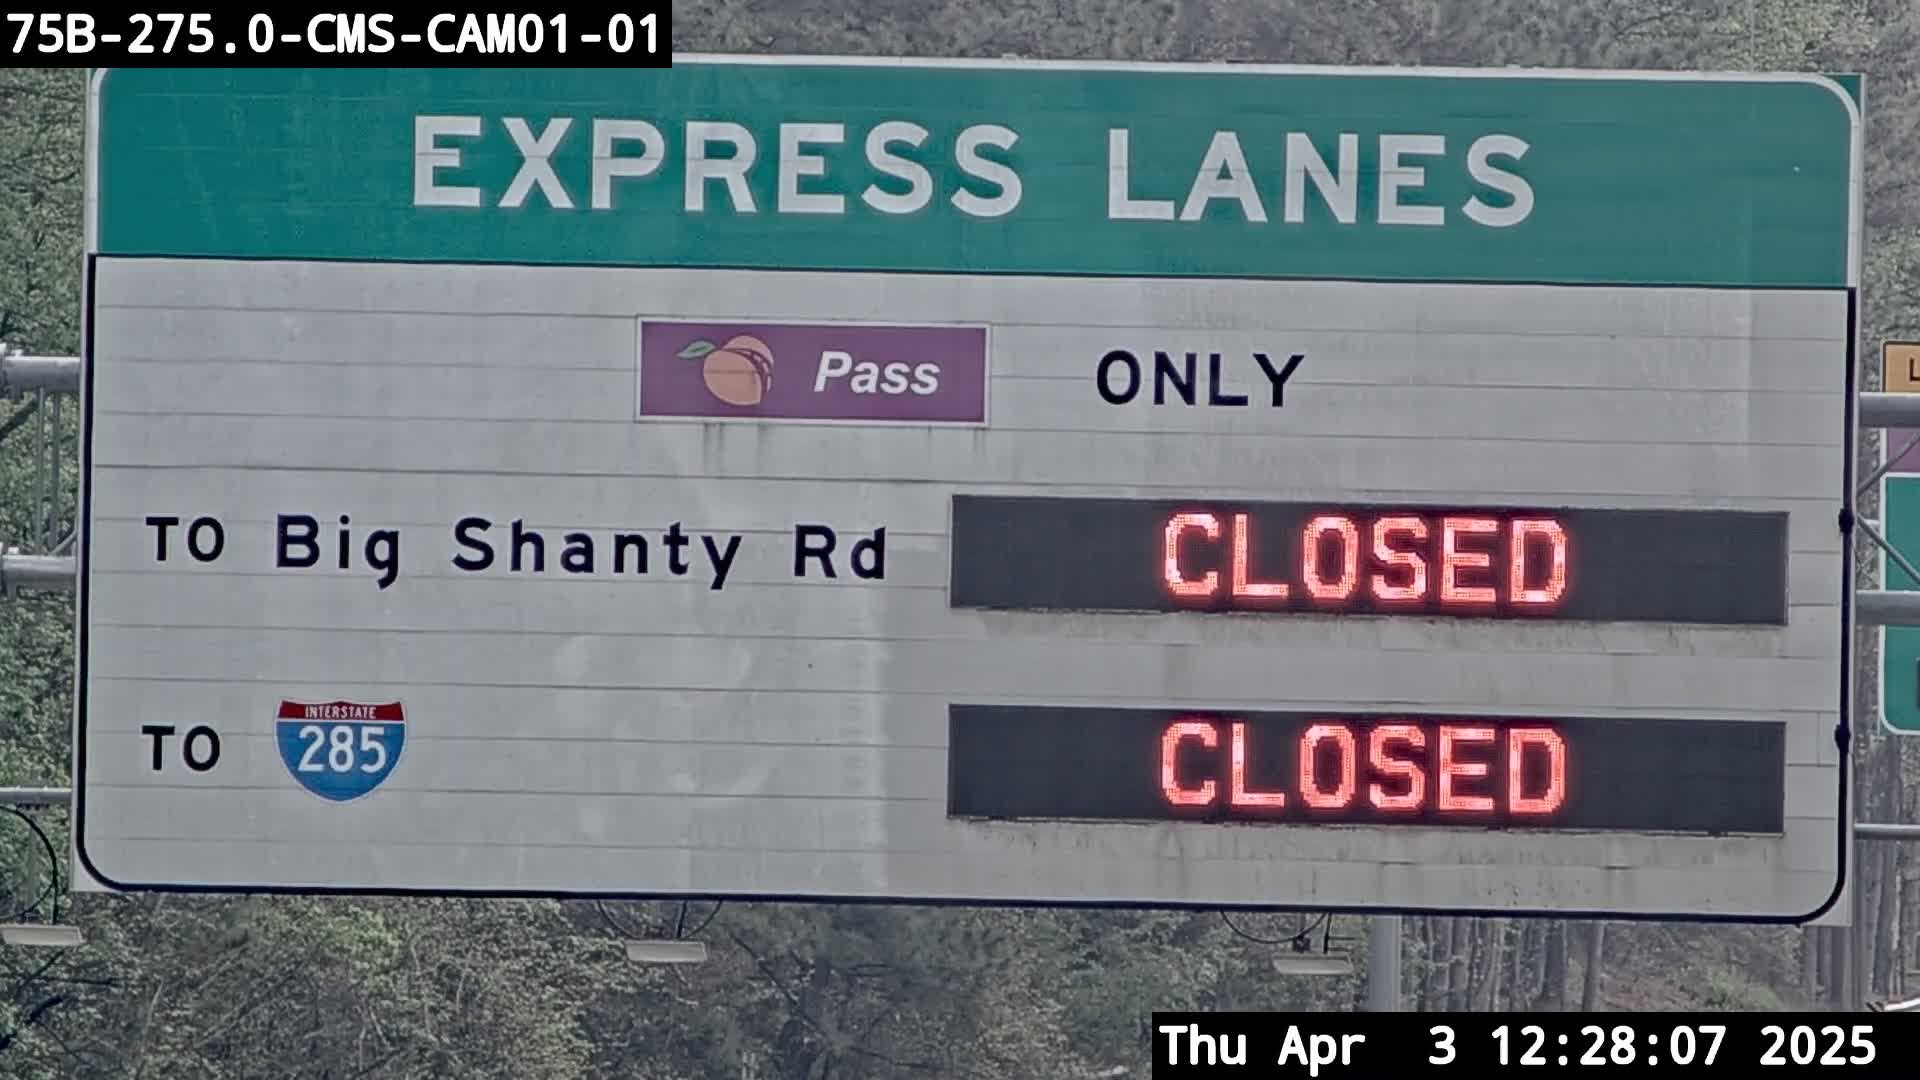 75B-275.0-CMS-CAM01-01
EXPRESS LANES
Pass ONLY
TO Big Shanty Rd CLOSED
TO INTERSTATE 285 CLOSED
Thu Apr 3 12:28:07 2025